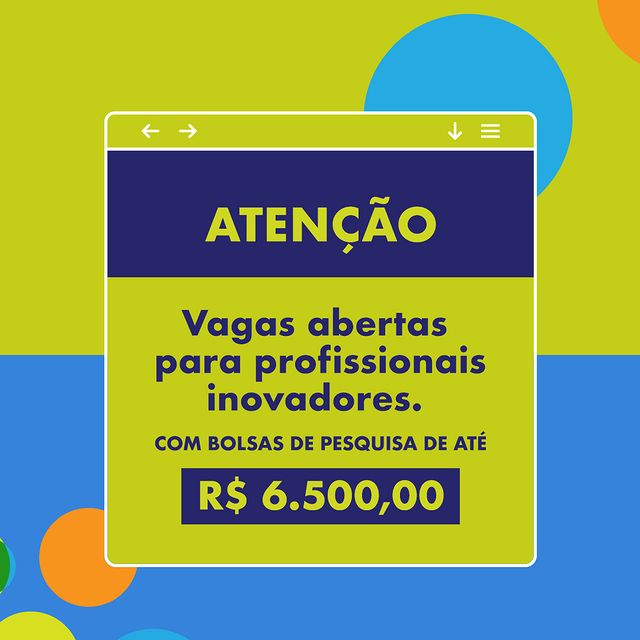 ATENÇÃO
Vagas abertas
para profissionais
inovadores.
COM BOLSAS DE PESQUISA DE ATÉ
R$ 6.500,00